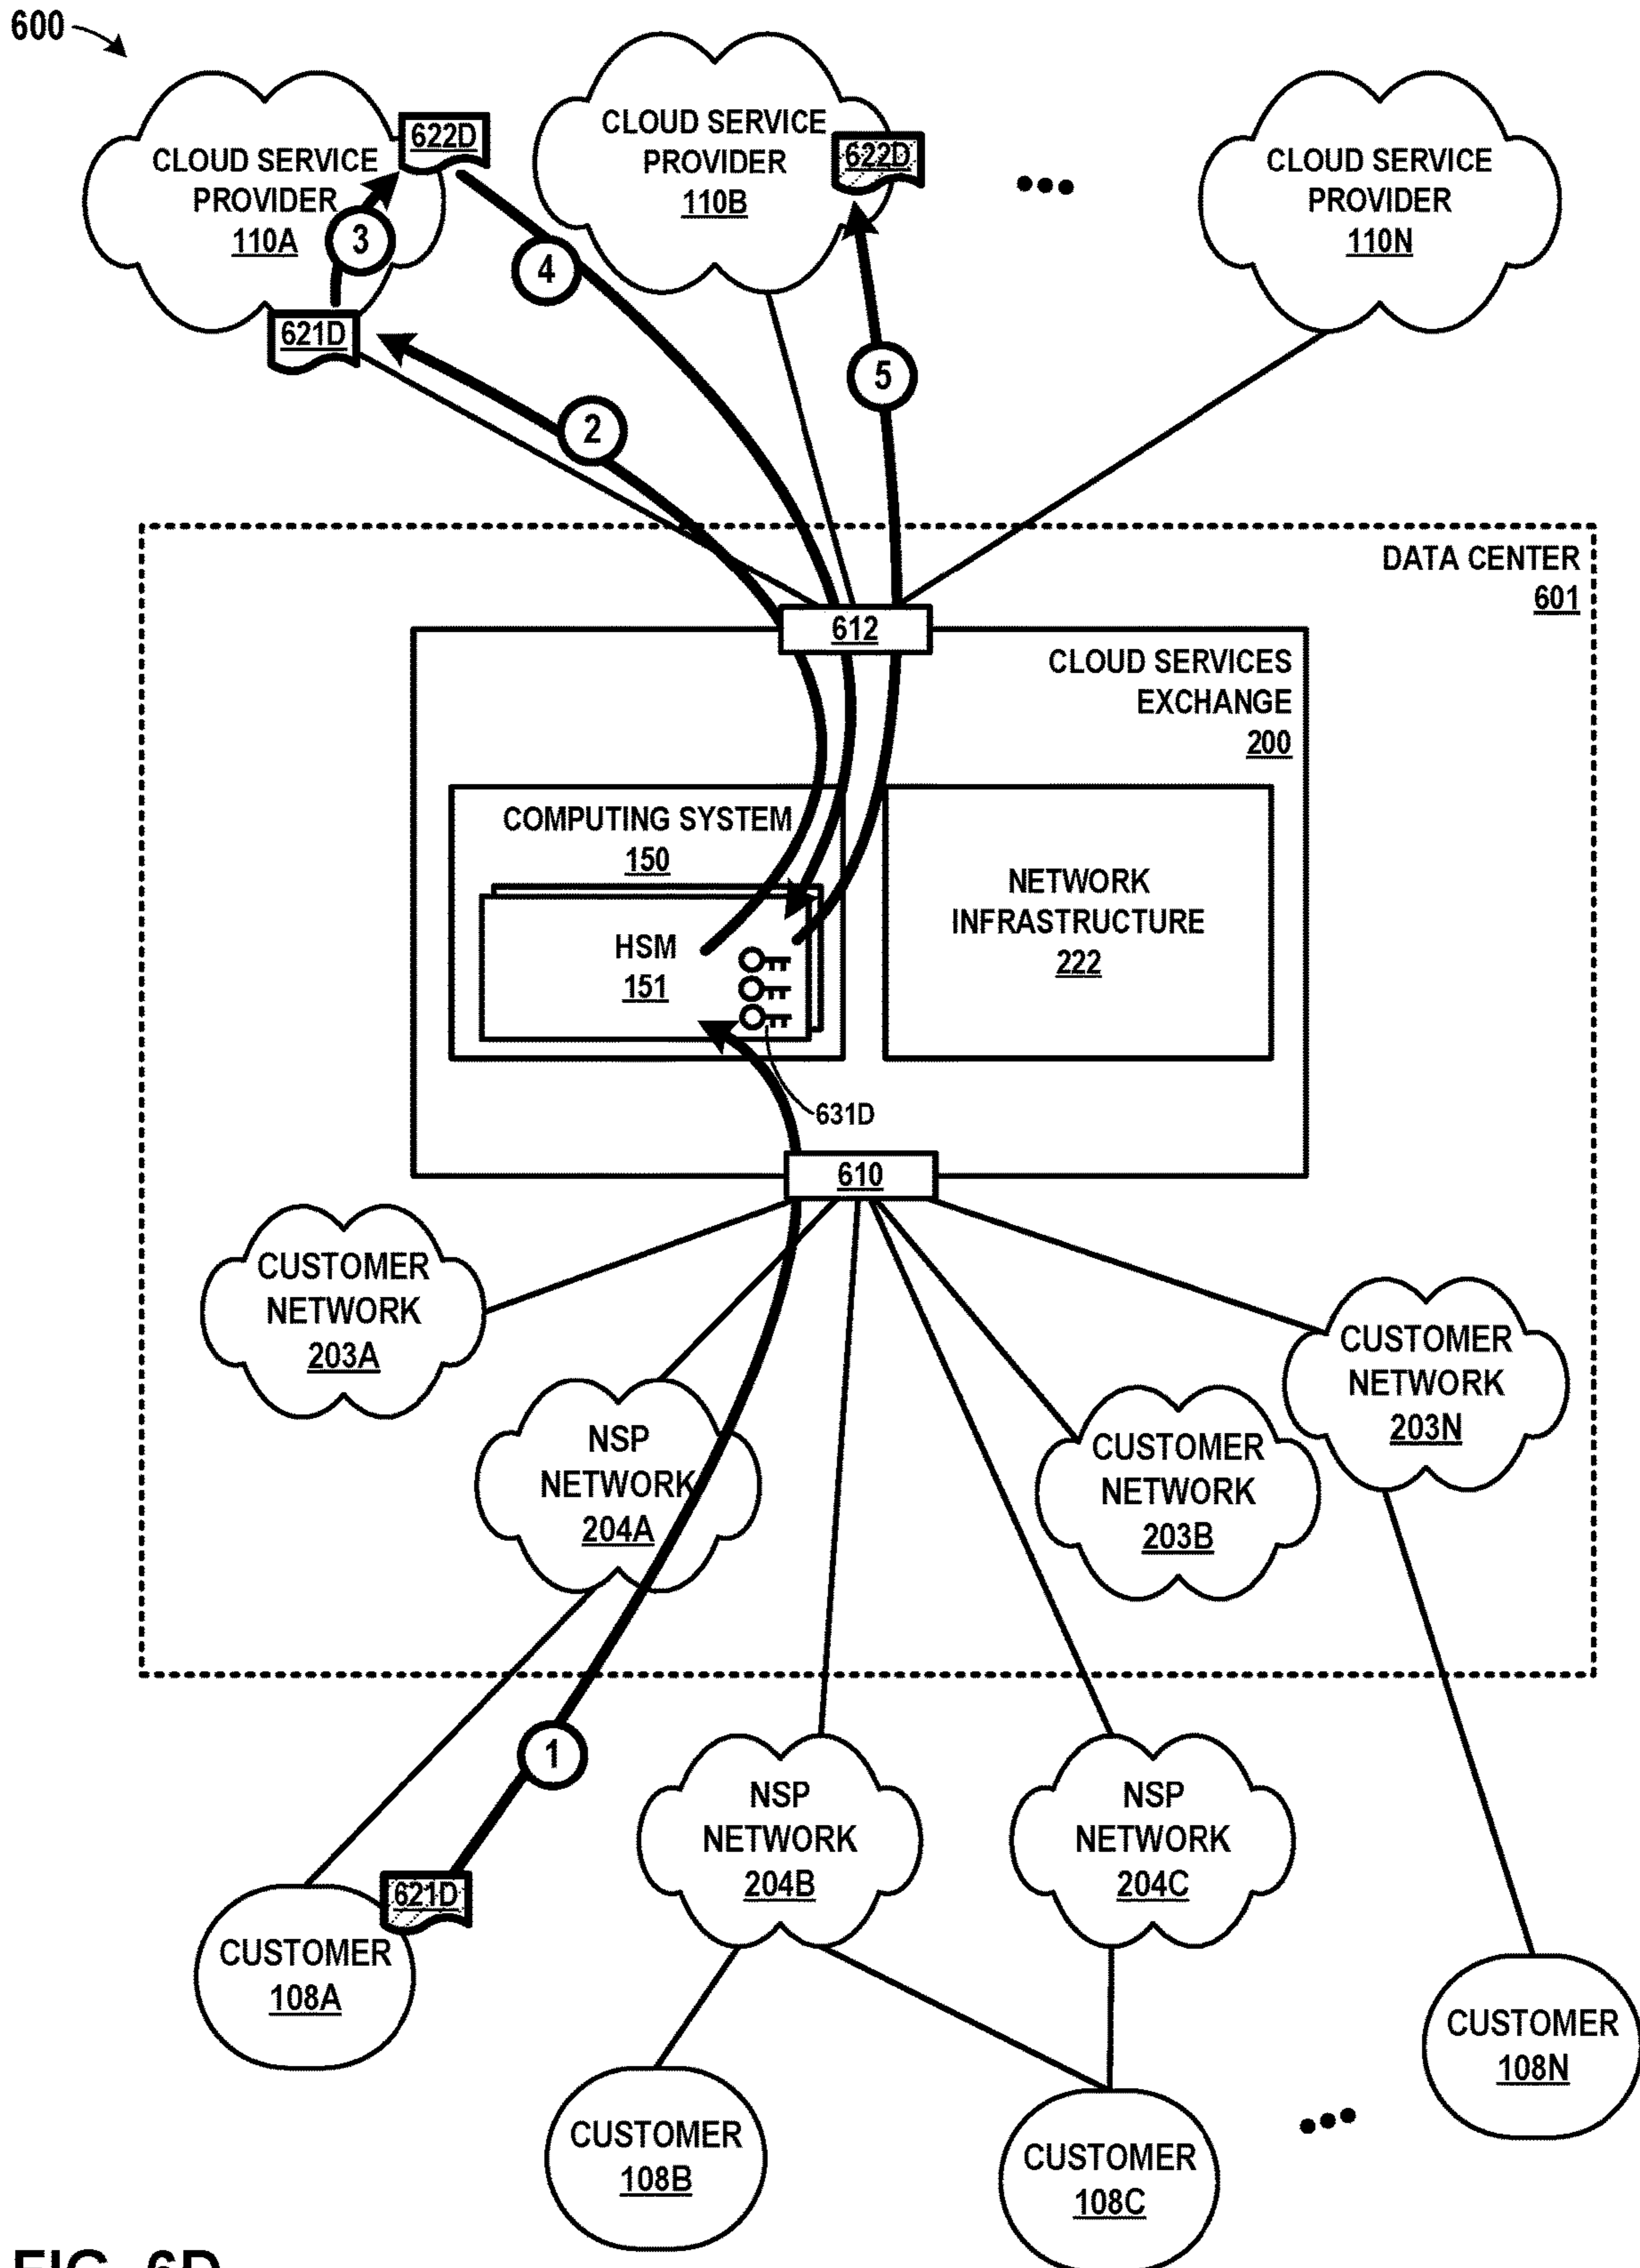 600
CLOUD SERVICE
PROVIDER
110A
622D
3
621D
CLOUD SERVICE
PROVIDER
110B
622D
CLOUD SERVICE
PROVIDER
110N
4
5
2
DATA CENTER
601
612
CLOUD SERVICES
EXCHANGE
200
COMPUTING SYSTEM
150
HSM
151
NETWORK
INFRASTRUCTURE
222
631D
610
CUSTOMER
NETWORK
203A
NSP
NETWORK
204A
CUSTOMER
NETWORK
203B
CUSTOMER
NETWORK
203N
1
621D
CUSTOMER
108A
NSP
NETWORK
204B
NSP
NETWORK
204C
CUSTOMER
108B
CUSTOMER
108C
CUSTOMER
108N
FIG. 6D